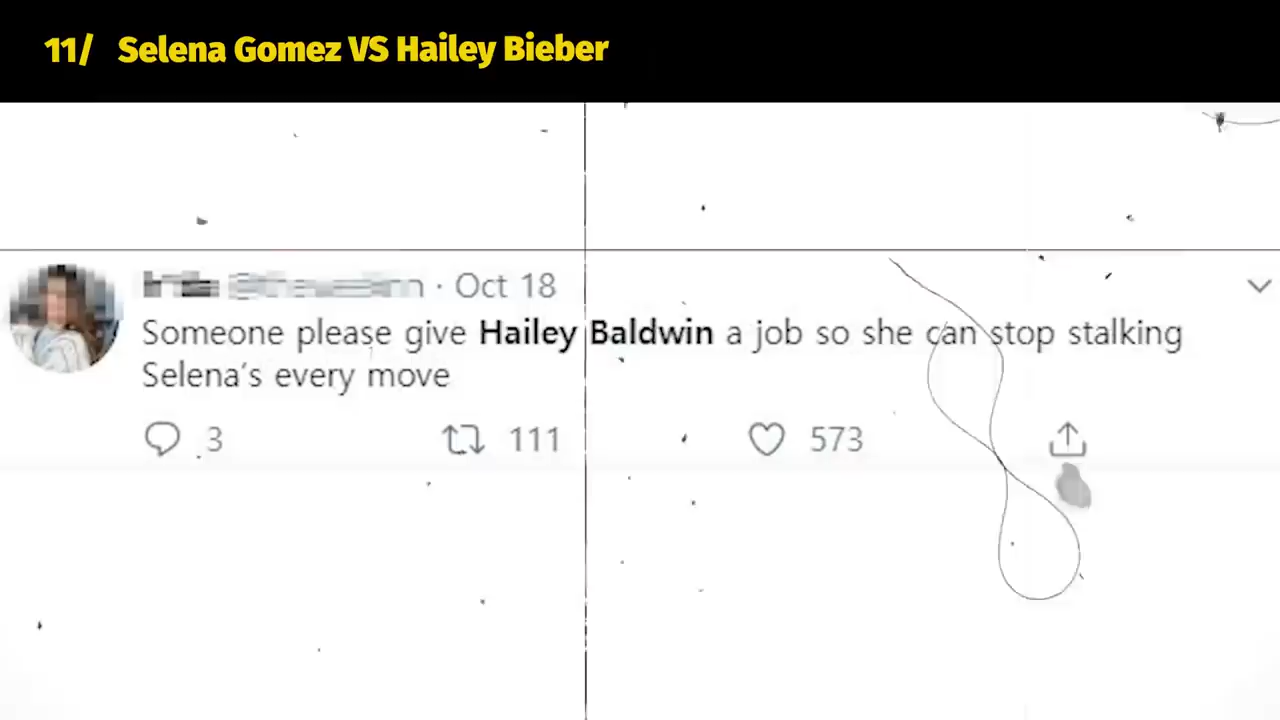 11/ Selena Gomez VS Hailey Bieber
· Oct 18
Someone please give Hailey Baldwin a job so she can stop stalking
Selena's every move
3 111 573